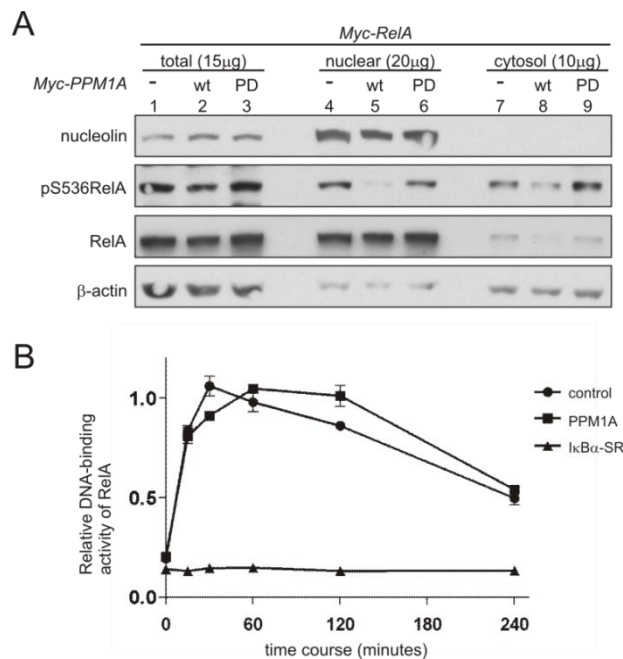 A
Myc-RelA
total (15μg) nuclear (20μg) cytosol (10μg)
Myc-PPM1A - wt PD - wt PD - wt PD
1 2 3 4 5 6 7 8 9
nucleolin
pS536RelA
RelA
β-actin
B
Relative DNA-binding
activity of RelA
1.0
0.5
0.0
0 60 120 180 240
time course (minutes)
control
PPM1A
IκBα-SR